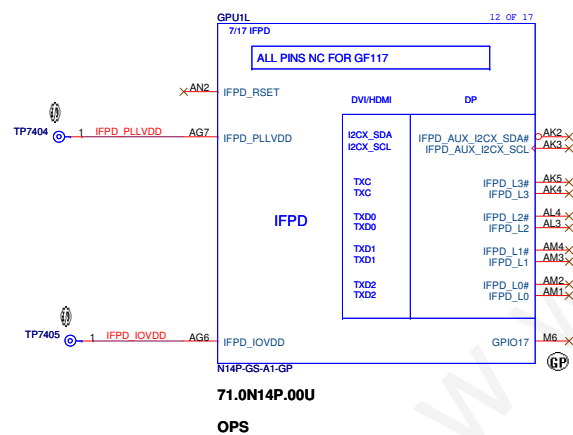 GPU1L 12 OF 17
7/17 IFPD
ALL PINS NC FOR GF117
AN2 IFPD_RSET
DVI/HDMI DP
TP7404 1 IFPD_PLLVDD AG7 IFPD_PLLVDD
I2CX_SDA IFPD_AUX_I2CX_SDA# AK2
I2CX_SCL IFPD_AUX_I2CX_SCL AK3
TXC IFPD_L3# AK5
TXC IFPD_L3 AK4
IFPD
TXD0 IFPD_L2# AL4
TXD0 IFPD_L2 AL3
TXD1 IFPD_L1# AM4
TXD1 IFPD_L1 AM3
TXD2 IFPD_L0# AM2
TXD2 IFPD_L0 AM1
TP7405 1 IFPD_IOVDD AG6 IFPD_IOVDD
GPIO17 M6
N14P-GS-A1-GP
GP
71.0N14P.00U
OPS